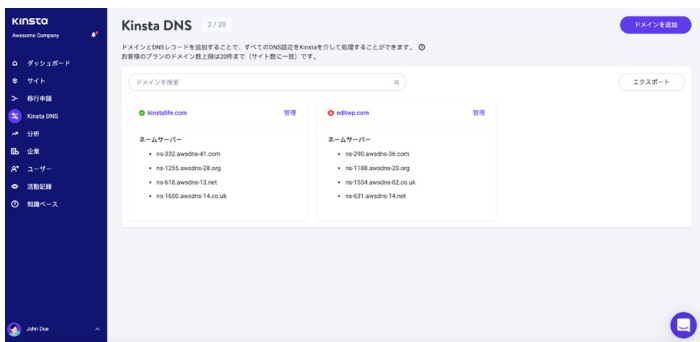 KINSTA
Awesome Company
ダッシュボード
サイト
移行申請
Kinsta DNS
分析
企業
ユーザー
活動記録
知識ベース
John Doe
Kinsta DNS
2 / 20
ドメインを追加
ドメインとDNSレコードを追加することで、すべてのDNS設定をKinstaを介して処理することができます。
お客様のプランのドメイン数上限は20件まで（サイト数に一致）です。
ドメインを検索
エクスポート
kinstalife.com
管理
ネームサーバー
ns-332.awsdns-41.com
ns-1255.awsdns-28.org
ns-618.awsdns-13.net
ns-1650.awsdns-14.co.uk
editwp.com
管理
ネームサーバー
ns-290.awsdns-36.com
ns-1188.awsdns-20.org
ns-1554.awsdns-02.co.uk
ns-631.awsdns-14.net